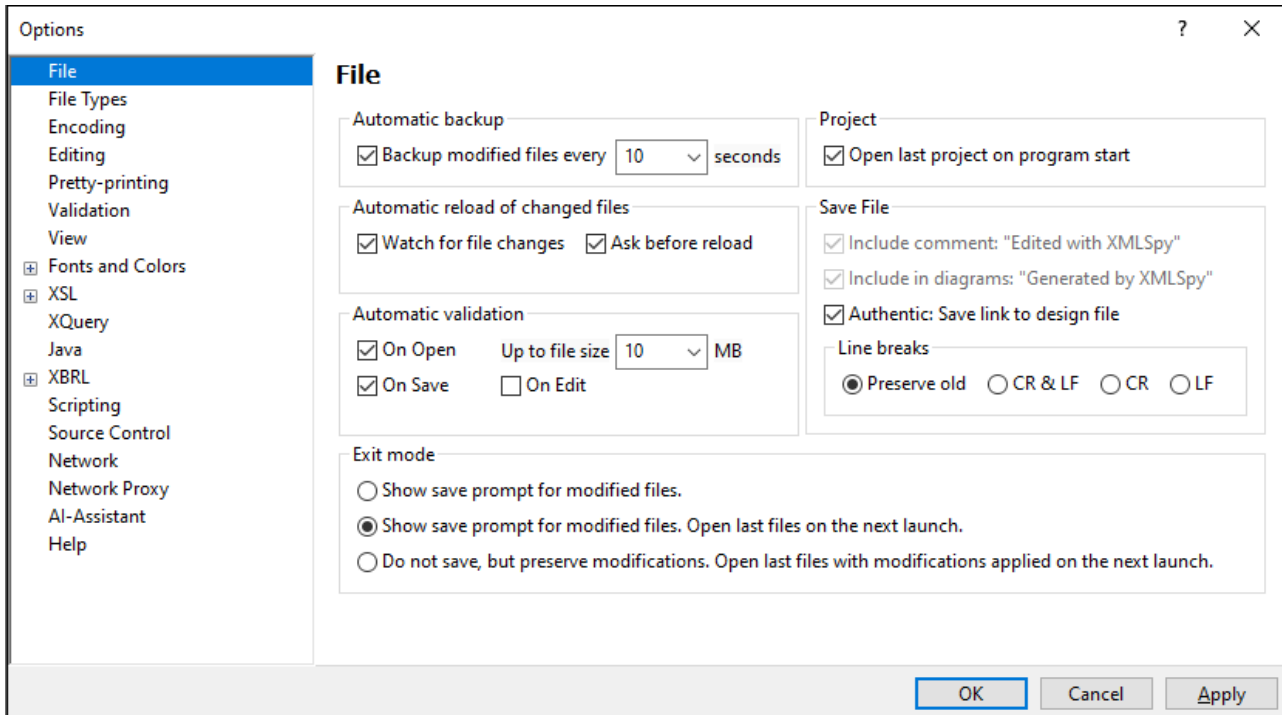 Options
?
File
File Types
Encoding
Editing
Pretty-printing
Validation
View
Fonts and Colors
XSL
XQuery
Java
XBRL
Scripting
Source Control
Network
Network Proxy
AI-Assistant
Help
File
Automatic backup
Backup modified files every 10 seconds
Automatic reload of changed files
Watch for file changes Ask before reload
Automatic validation
On Open Up to file size 10 MB
On Save On Edit
Project
Open last project on program start
Save File
Include comment: "Edited with XMLSpy"
Include in diagrams: "Generated by XMLSpy"
Authentic: Save link to design file
Line breaks
Preserve old CR & LF CR LF
Exit mode
Show save prompt for modified files.
Show save prompt for modified files. Open last files on the next launch.
Do not save, but preserve modifications. Open last files with modifications applied on the next launch.
OK Cancel Apply